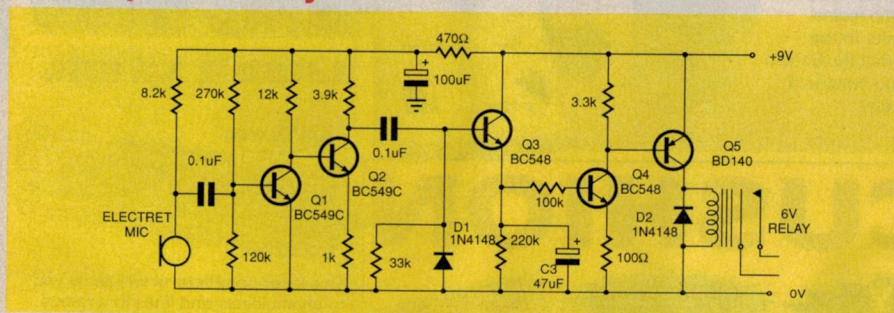 470Ω
+9V
+
100uF
8.2k
270k
12k
3.9k
3.3k
0.1uF
0.1uF
Q3
BC548
Q5
BD140
Q2
BC549C
Q1
BC549C
Q4
BC548
100k
ELECTRET
MIC
D1
1N4148
D2
1N4148
6V
RELAY
120k
1k
33k
220k
+
C3
47uF
100Ω
0V